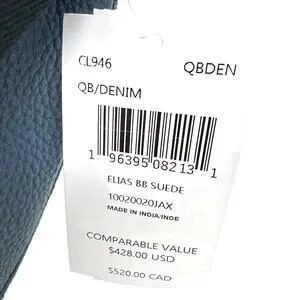 CL946 QBDEN
QB/DENIM
1 96395 08213 1
ELIAS BB SUEDE
10020020JAX
MADE IN INDIA/INDE
COMPARABLE VALUE
$428.00 USD
$520.00 CAD